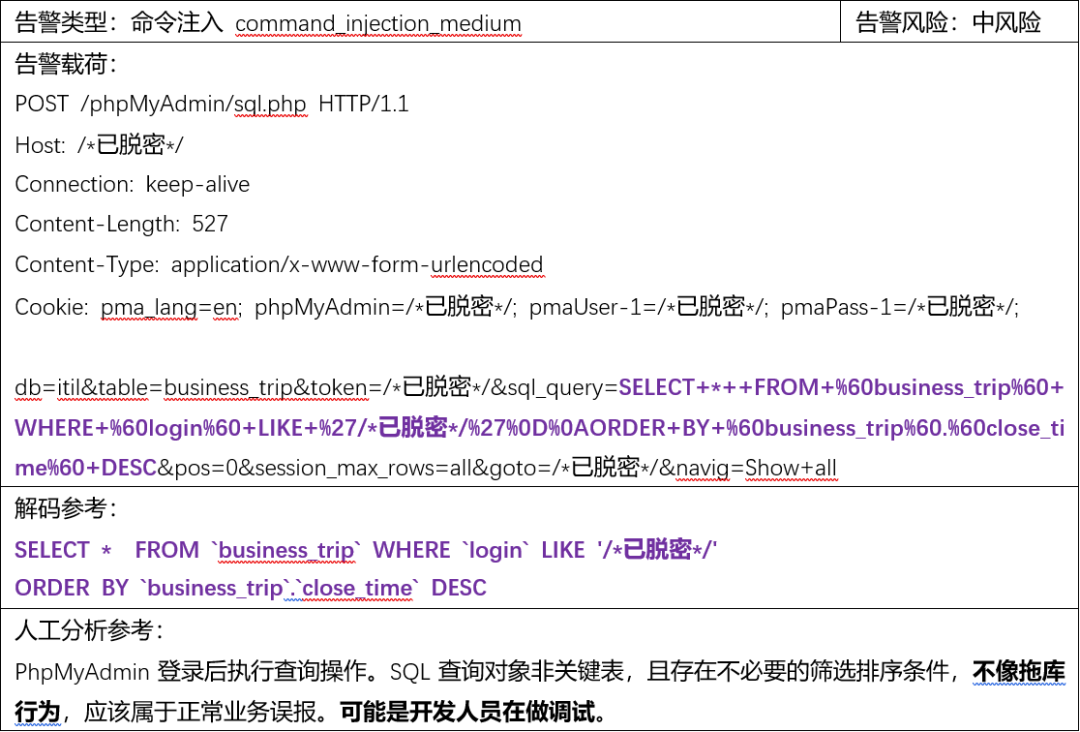 告警类型：命令注入 command_injection_medium
告警风险：中风险
告警载荷：
POST /phpMyAdmin/sql.php HTTP/1.1
Host: /*已脱密*/
Connection: keep-alive
Content-Length: 527
Content-Type: application/x-www-form-urlencoded
Cookie: pma_lang=en; phpMyAdmin=/*已脱密*/; pmaUser-1=/*已脱密*/; pmaPass-1=/*已脱密*/;
db=itil&table=business_trip&token=/*已脱密*/&sql_query=SELECT+*++FROM+%60business_trip%60+
WHERE+%60login%60+LIKE+%27/*已脱密*/%27%0D%0AORDER+BY+%60business_trip%60.%60close_ti
me%60+DESC&pos=0&session_max_rows=all&goto=/*已脱密*/&navig=Show+all
解码参考：
SELECT *  FROM `business_trip` WHERE `login` LIKE '/*已脱密*/'
ORDER BY `business_trip`.`close_time` DESC
人工分析参考：
PhpMyAdmin 登录后执行查询操作。SQL 查询对象非关键表，且存在不必要的筛选排序条件，不像拖库
行为，应该属于正常业务误报。可能是开发人员在做调试。